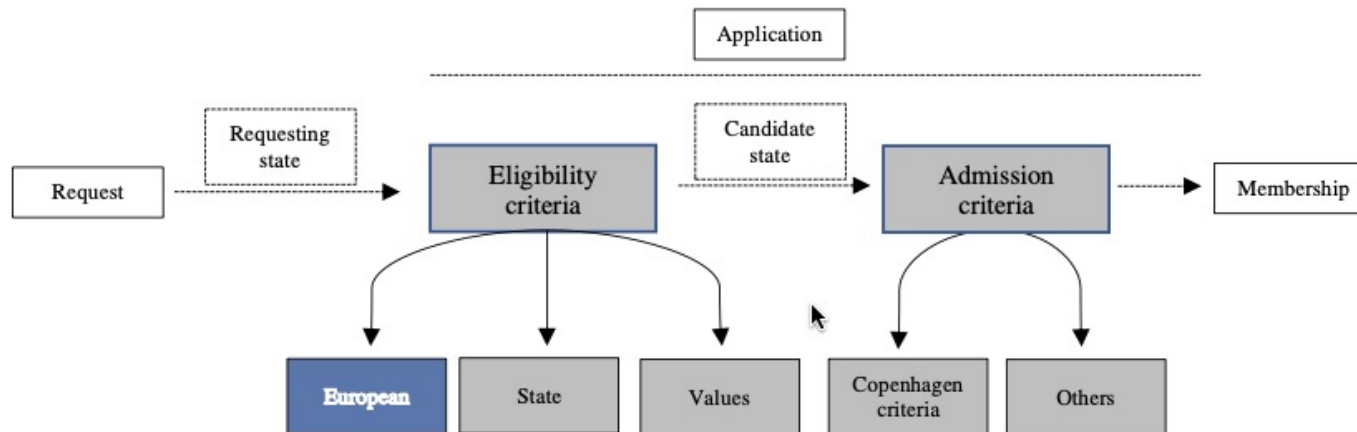 Application
Requesting
state
Candidate
state
Request
Eligibility
criteria
Admission
criteria
Membership
European
State
Values
Copenhagen
criteria
Others